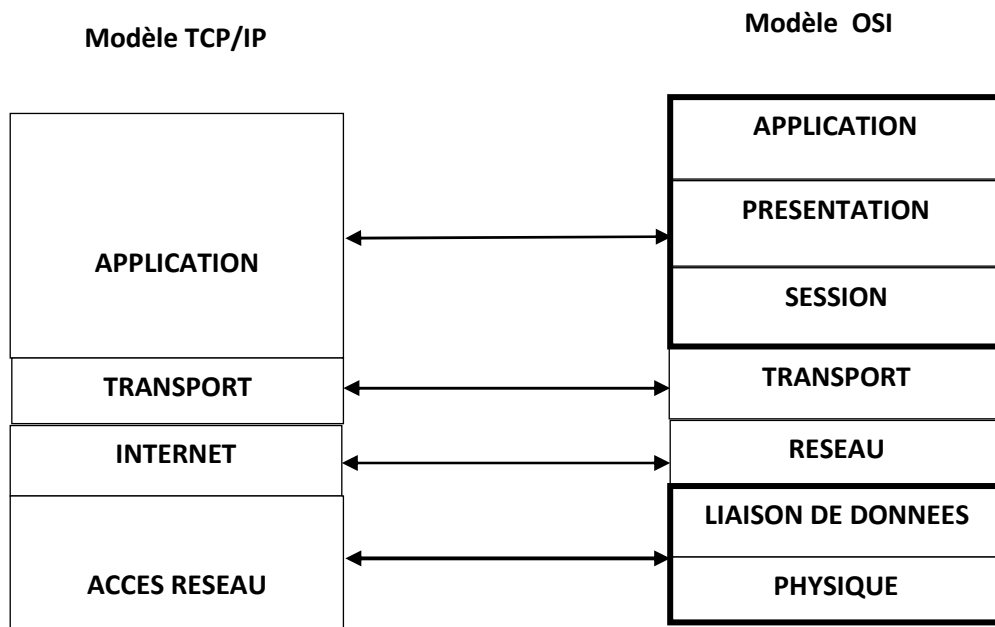 Modèle TCP/IP
Modèle OSI
APPLICATION
TRANSPORT
INTERNET
ACCES RESEAU
APPLICATION
PRESENTATION
SESSION
TRANSPORT
RESEAU
LIAISON DE DONNEES
PHYSIQUE